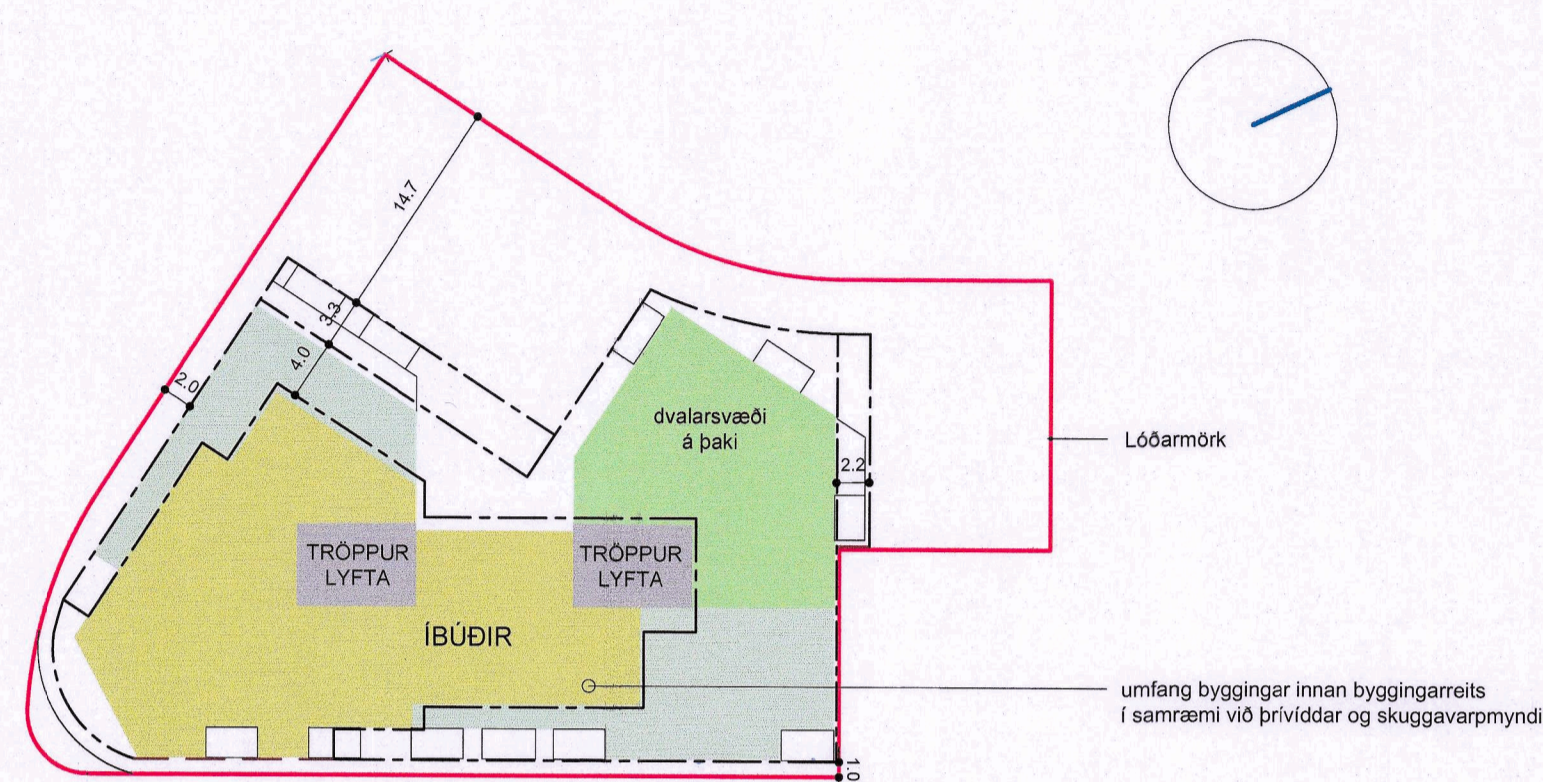 14.7
3.3
4.0
2.0
dvalarsvæði
á þaki
2.2
Lóðarmörk
TRÖPPUR
LYFTA
TRÖPPUR
LYFTA
ÍBÚÐIR
umfang byggingar innan byggingarreits
í samræmi við þrívíddar og skuggavarpmyndi
1.0